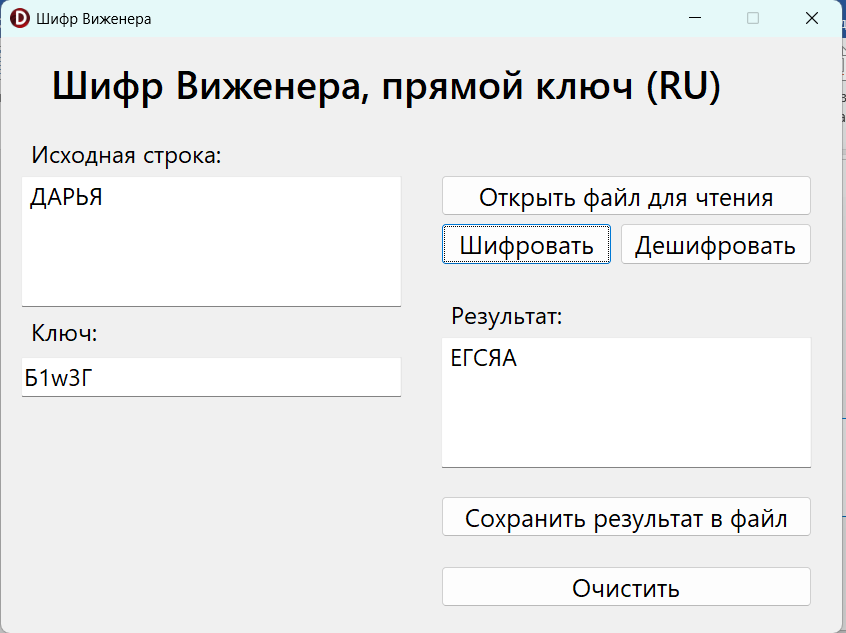 Шифр Виженера
Шифр Виженера, прямой ключ (RU)
Исходная строка:
ДАРЬЯ
Ключ:
Б1wЗГ
Открыть файл для чтения
Шифровать Дешифровать
Результат:
ЕГСЯА
Сохранить результат в файл
Очистить